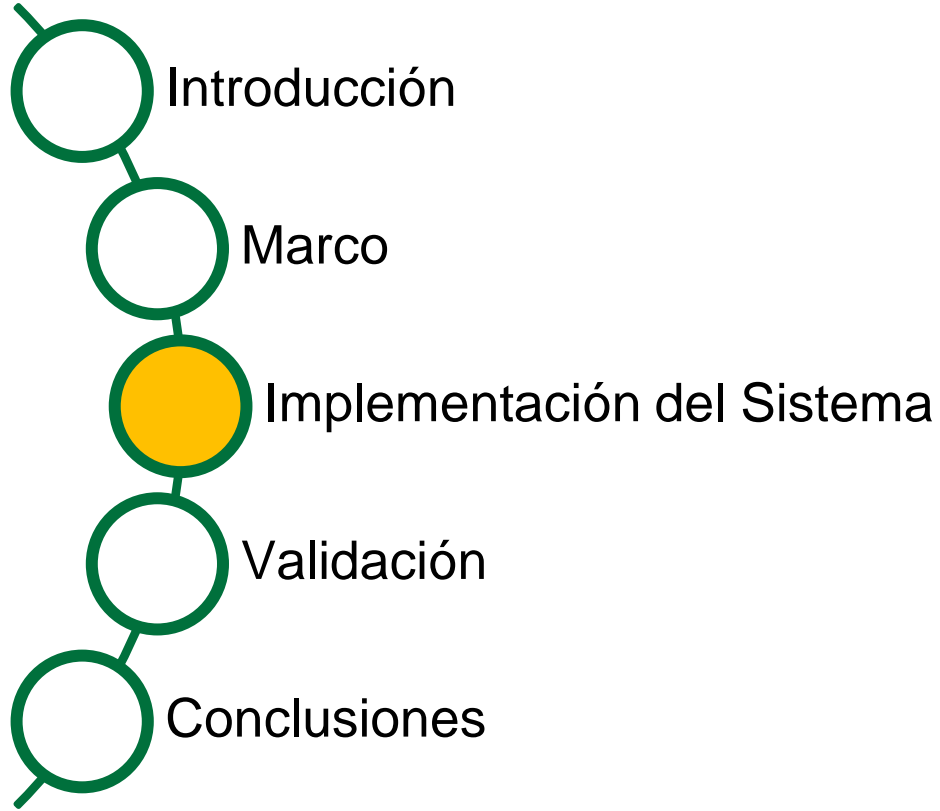 Introducción
Marco
Implementación del Sistema
Validación
Conclusiones